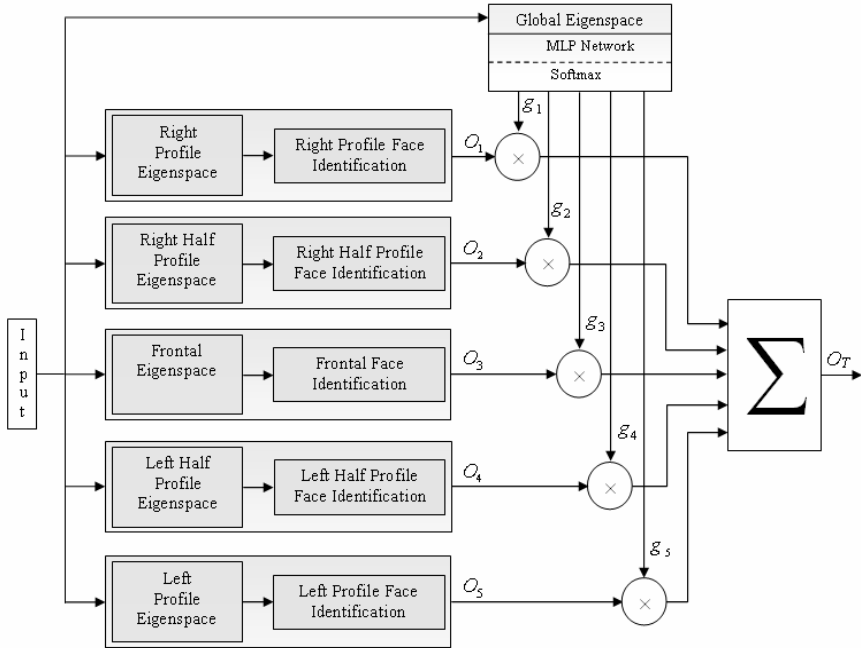 Global Eigenspace
MLP Network
Softmax
g1
Right
Profile
Eigenspace
Right Profile Face
Identification
O1
×
g2
Right Half
Profile
Eigenspace
Right Half Profile
Face Identification
O2
×
Input
g3
Frontal
Eigenspace
Frontal Face
Identification
O3
×
Σ
OT
g4
Left Half
Profile
Eigenspace
Left Half Profile
Face Identification
O4
×
g5
Left
Profile
Eigenspace
Left Profile Face
Identification
O5
×